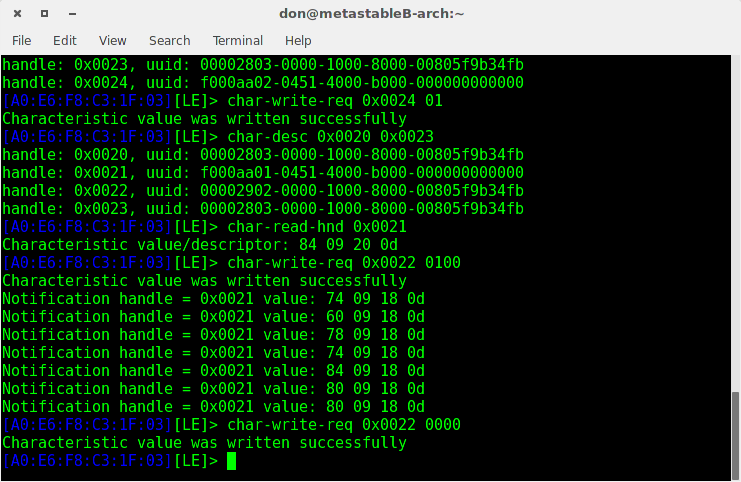 don@metastableB-arch:~
File Edit View Search Terminal Help
handle: 0x0023, uuid: 00002803-0000-1000-8000-00805f9b34fb
handle: 0x0024, uuid: f000aa02-0451-4000-b000-000000000000
[A0:E6:F8:C3:1F:03][LE]> char-write-req 0x0024 01
Characteristic value was written successfully
[A0:E6:F8:C3:1F:03][LE]> char-desc 0x0020 0x0023
handle: 0x0020, uuid: 00002803-0000-1000-8000-00805f9b34fb
handle: 0x0021, uuid: f000aa01-0451-4000-b000-000000000000
handle: 0x0022, uuid: 00002902-0000-1000-8000-00805f9b34fb
handle: 0x0023, uuid: 00002803-0000-1000-8000-00805f9b34fb
[A0:E6:F8:C3:1F:03][LE]> char-read-hnd 0x0021
Characteristic value/descriptor: 84 09 20 0d
[A0:E6:F8:C3:1F:03][LE]> char-write-req 0x0022 0100
Characteristic value was written successfully
Notification handle = 0x0021 value: 74 09 18 0d
Notification handle = 0x0021 value: 60 09 18 0d
Notification handle = 0x0021 value: 78 09 18 0d
Notification handle = 0x0021 value: 74 09 18 0d
Notification handle = 0x0021 value: 84 09 18 0d
Notification handle = 0x0021 value: 80 09 18 0d
Notification handle = 0x0021 value: 80 09 18 0d
[A0:E6:F8:C3:1F:03][LE]> char-write-req 0x0022 0000
Characteristic value was written successfully
[A0:E6:F8:C3:1F:03][LE]>